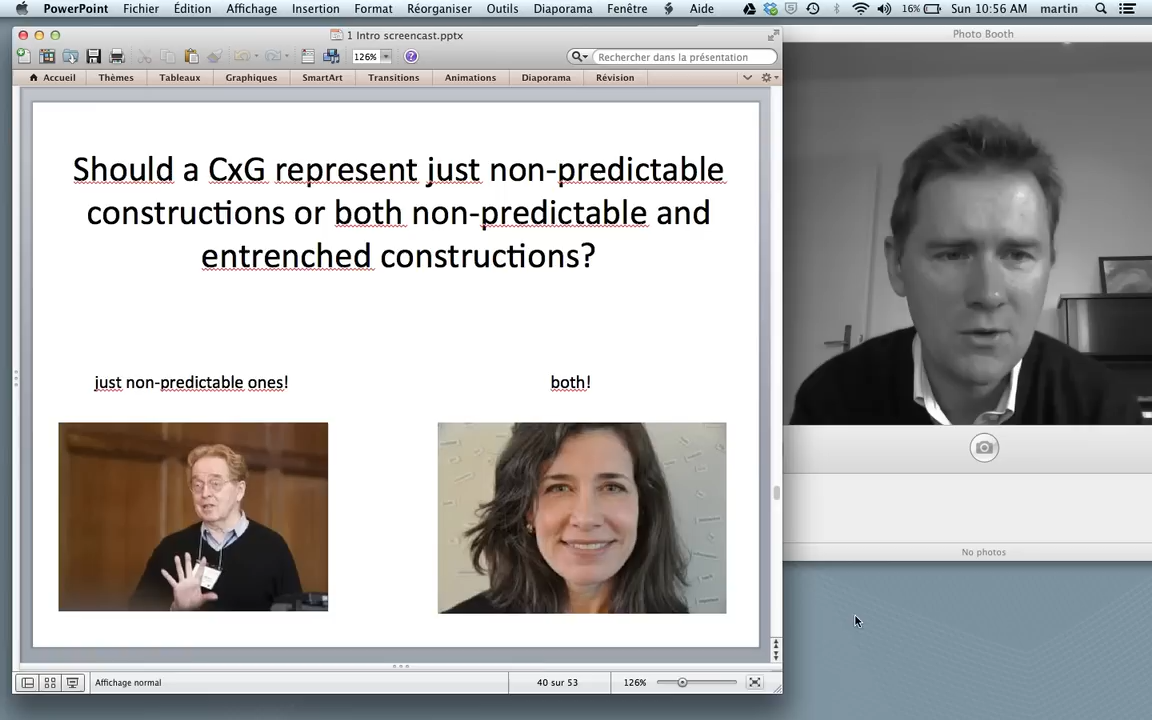 PowerPoint Fichier Édition Affichage Insertion Format Réorganiser Outils Diaporama Fenêtre Aide 16% Sun 10:56 AM martin
1 Intro screencast.pptx
Photo Booth
126%
Rechercher dans la présentation
Accueil Thèmes Tableaux Graphiques SmartArt Transitions Animations Diaporama Révision
Should a CxG represent just non-predictable
constructions or both non-predictable and
entrenched constructions?
just non-predictable ones!
both!
No photos
Affichage normal
40 sur 53
126%